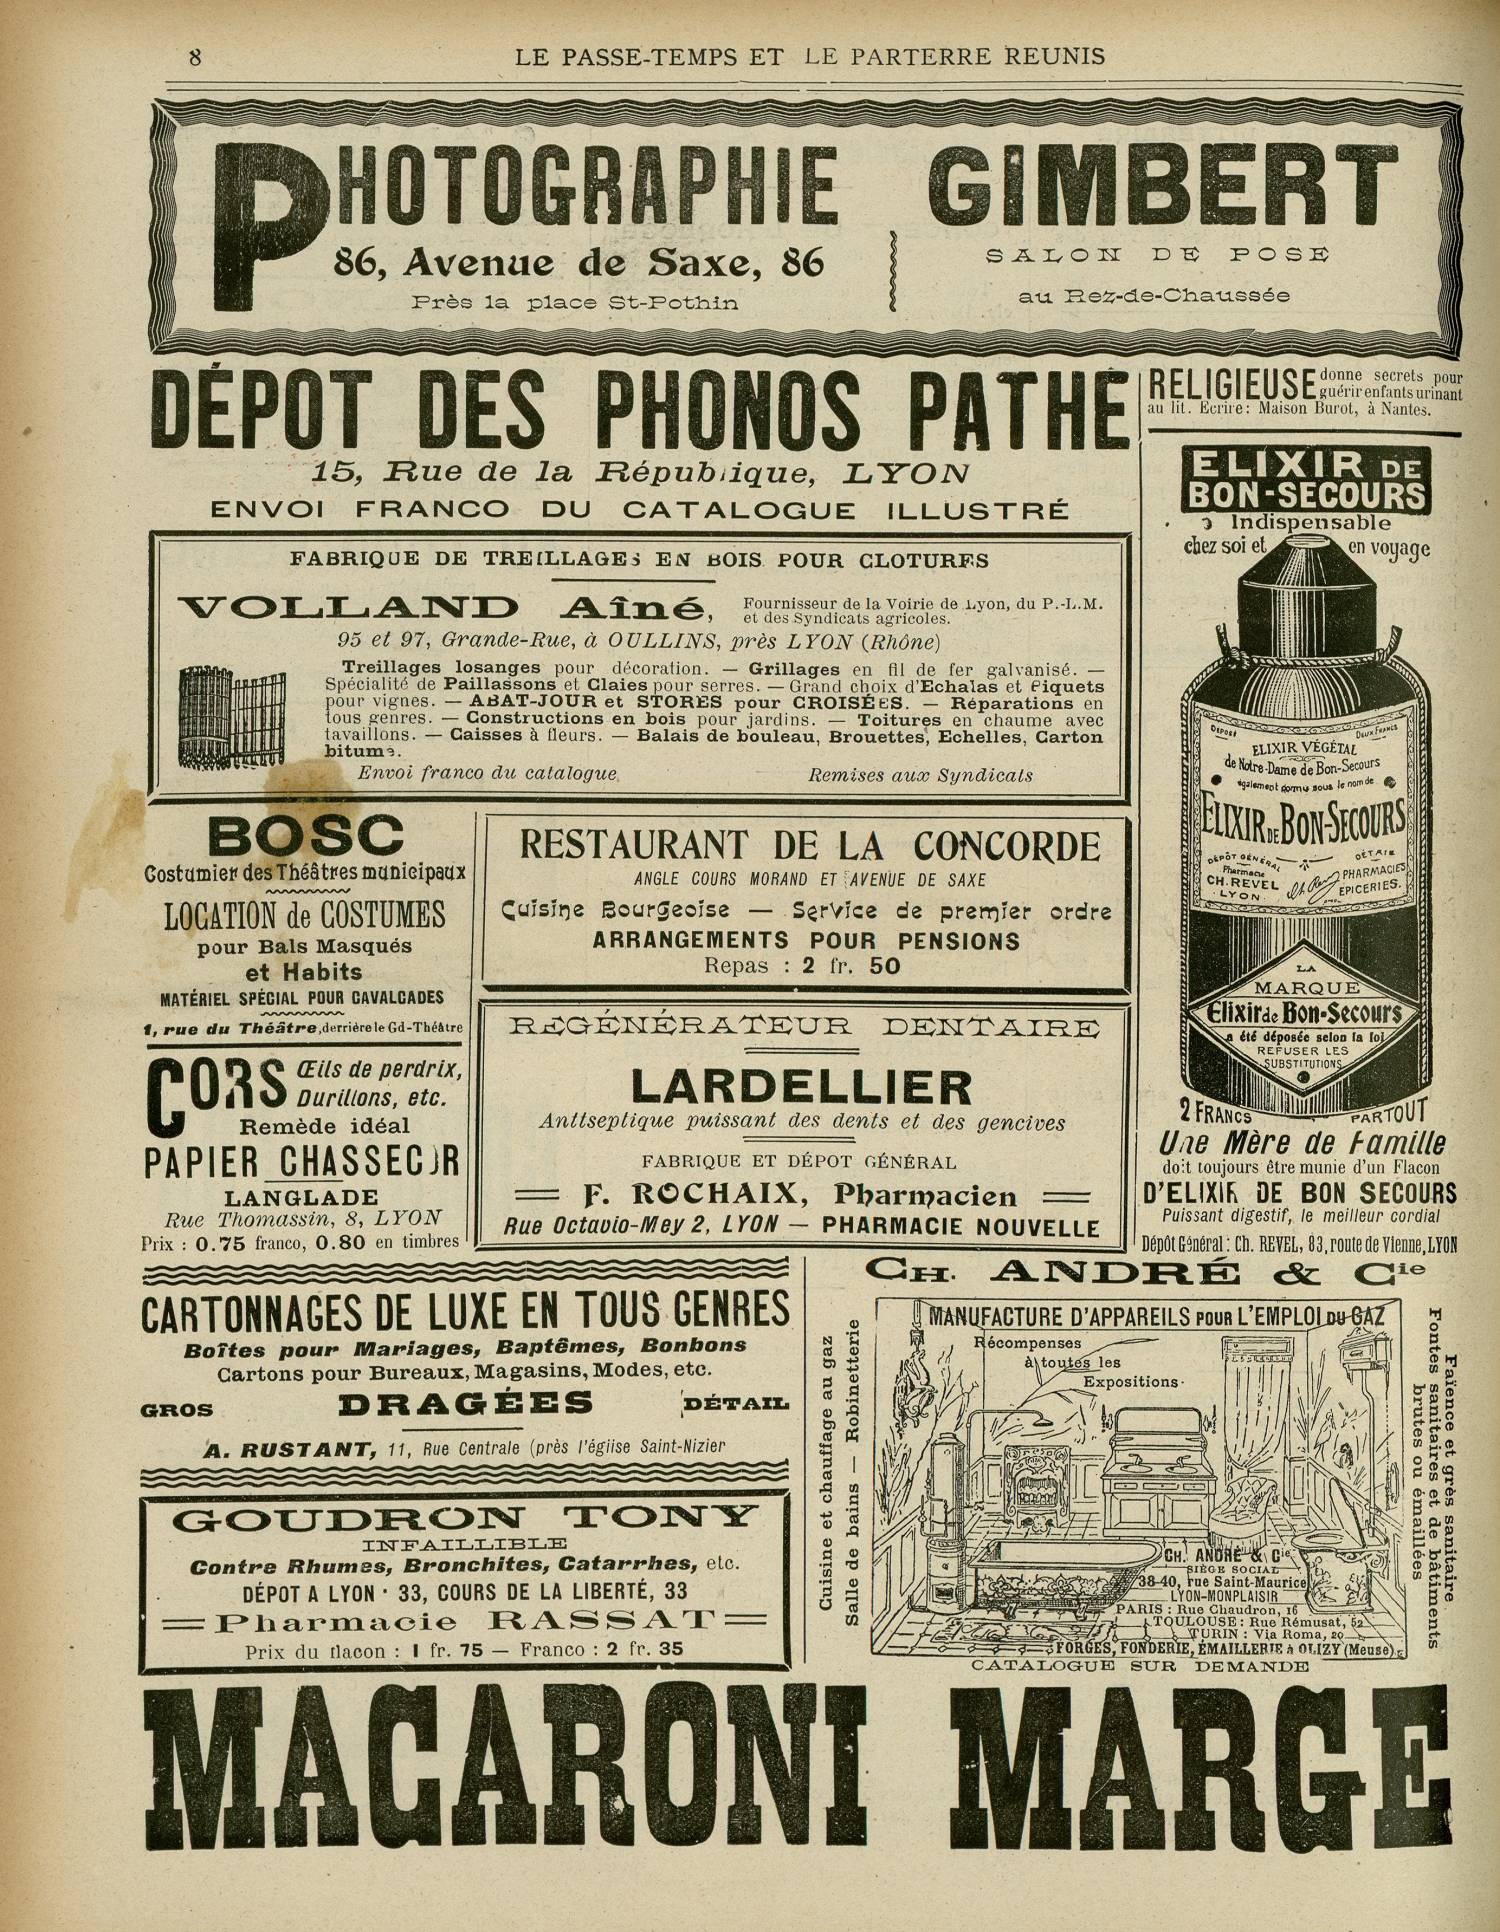 8
LE PASSE-TEMPS ET LE PARTERRE REUNIS
PHOTOGRAPHIE GIMBERT
86, Avenue de Saxe, 86
Près la place St-Pothin
SALON DE POSE
au Rez-de-Chaussée
DÉPOT DES PHONOS PATHÉ
15, Rue de la République, LYON
ENVOI FRANCO DU CATALOGUE ILLUSTRÉ
RELIGIEUSE donne secrets pour
guérir enfants urinant
au lit. Ecrire: Maison Burot, à Nantes.
FABRIQUE DE TREILLAGES EN BOIS POUR CLOTURES
VOLLAND Aîné,
Fournisseur de la Voirie de Lyon, du P.-L.M.
et des Syndicats agricoles.
95 et 97, Grande-Rue, à OULLINS, près LYON (Rhône)
Treillages losanges pour décoration. — Grillages en fil de fer galvanisé. —
Spécialité de Paillassons et Claies pour serres. — Grand choix d'Echalas et Piquets
pour vignes. — ABAT-JOUR et STORES pour CROISÉES. — Réparations en
tous genres. — Constructions en bois pour jardins. — Toitures en chaume avec
tavaillons. — Caisses à fleurs. — Balais de bouleau, Brouettes, Echelles, Carton
bitume.
Envoi franco du catalogue
Remises aux Syndicats
ELIXIR DE
BON-SECOURS
Indispensable
chez soi et en voyage
DÉPOSÉ DEUX FRANCS
ELIXIR VÉGÉTAL
de Notre-Dame de Bon-Secours
également connu sous le nom de
ELIXIR DE BON-SECOURS
DÉPÔT GÉNÉRAL
Pharmacie
CH. REVEL
LYON
DÉTAIL
PHARMACIES
EPICERIES.
LA
MARQUE
Elixir de Bon-Secours
a été déposée selon la loi
REFUSER LES
SUBSTITUTIONS
2 FRANCS PARTOUT
Une Mère de Famille
doit toujours être munie d'un Flacon
D'ELIXIR DE BON SECOURS
Puissant digestif, le meilleur cordial
Dépôt Général: Ch. REVEL, 83, route de Vienne, LYON
BOSC
Costumier des Théâtres municipaux
LOCATION de COSTUMES
pour Bals Masqués
et Habits
MATÉRIEL SPÉCIAL POUR CAVALCADES
1, rue du Théâtre, derrière le Gd-Théâtre
RESTAURANT DE LA CONCORDE
ANGLE COURS MORAND ET AVENUE DE SAXE
Cuisine Bourgeoise — Service de premier ordre
ARRANGEMENTS POUR PENSIONS
Repas : 2 fr. 50
CORS Œils de perdrix,
Durillons, etc.
Remède idéal
PAPIER CHASSECOR
LANGLADE
Rue Thomassin, 8, LYON
Prix : 0.75 franco, 0.80 en timbres
RÉGÉNÉRATEUR DENTAIRE
LARDELLIER
Anttseptique puissant des dents et des gencives
FABRIQUE ET DÉPOT GÉNÉRAL
F. ROCHAIX, Pharmacien
Rue Octavio-Mey 2, LYON — PHARMACIE NOUVELLE
CARTONNAGES DE LUXE EN TOUS GENRES
Boîtes pour Mariages, Baptêmes, Bonbons
Cartons pour Bureaux, Magasins, Modes, etc.
GROS DRAGÉES DÉTAIL
A. RUSTANT, 11, Rue Centrale (près l'église Saint-Nizier
GOUDRON TONY
INFAILLIBLE
Contre Rhumes, Bronchites, Catarrhes, etc.
DÉPOT A LYON · 33, COURS DE LA LIBERTÉ, 33
Pharmacie RASSAT
Prix du flacon : 1 fr. 75 — Franco : 2 fr. 35
CH. ANDRÉ & Cie
Cuisine et chauffage au gaz
Salle de bains — Robinetterie
MANUFACTURE D'APPAREILS POUR L'EMPLOI DU GAZ
Récompenses
à toutes les
Expositions
CH. ANDRÉ & Cie
SIÈGE SOCIAL
38-40, rue Saint-Maurice
LYON-MONPLAISIR
PARIS : Rue Chaudron, 16
TOULOUSE : Rue Rémusat, 52
TURIN : Via Roma, 20
FORGES, FONDERIE, ÉMAILLERIE à OLIZY (Meuse)
Faïence et grès sanitaire
Fontes sanitaires et de bâtiments
brutes ou émaillées
CATALOGUE SUR DEMANDE
MACARONI MARGE